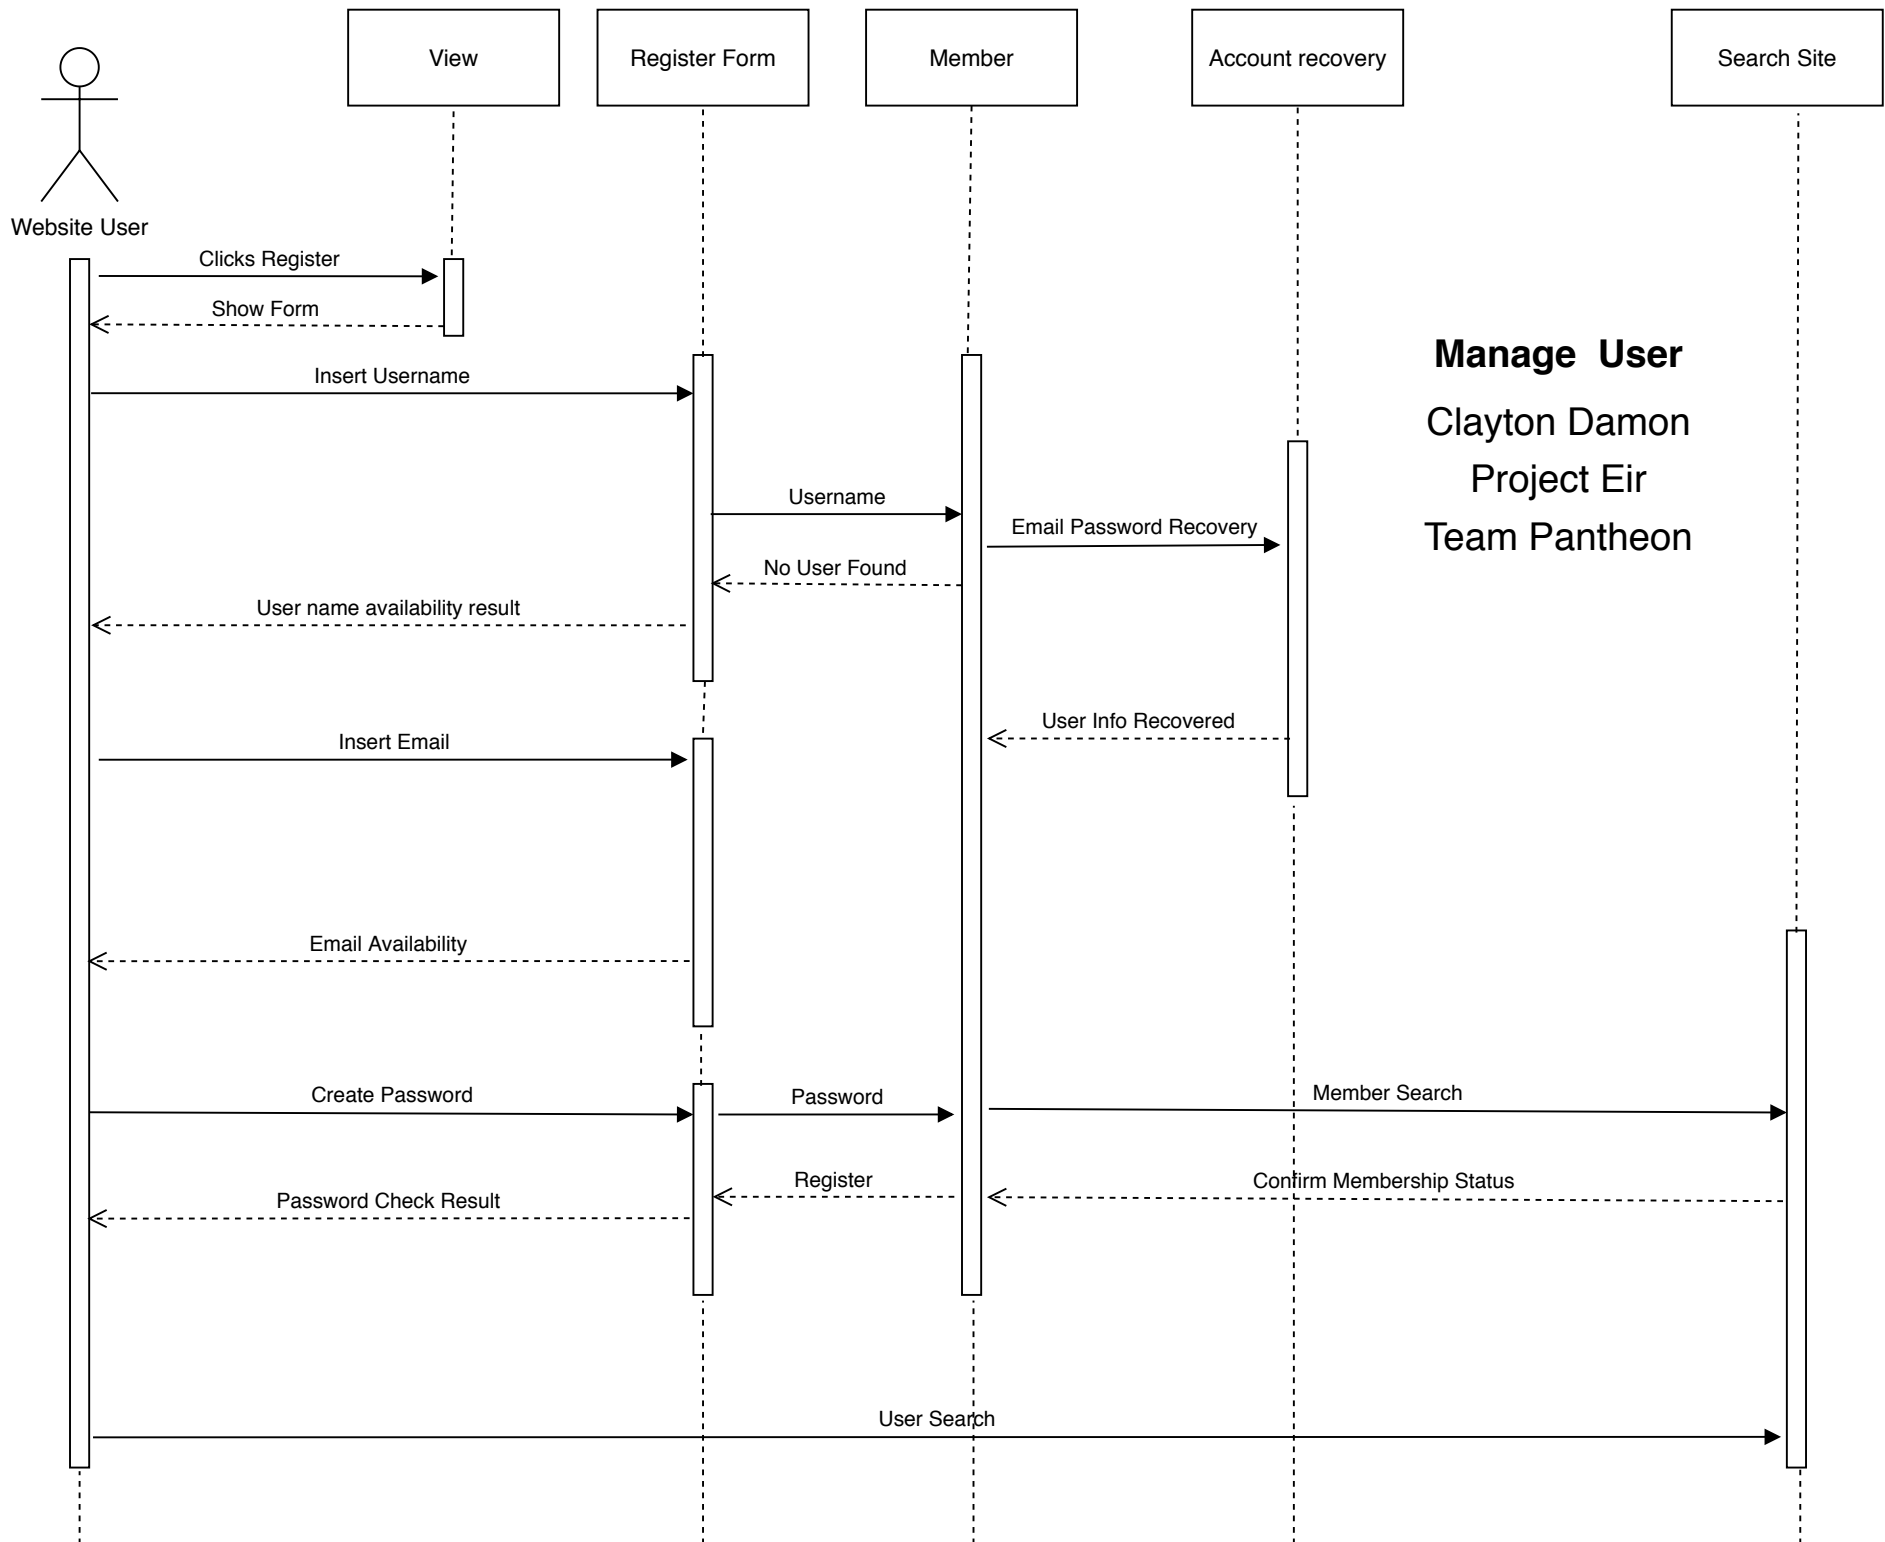 View
Register Form
Member
Account recovery
Search Site
Website User
Clicks Register
Show Form
Manage  User
Insert Username
Clayton Damon
Project Eir
Username
Email Password Recovery
Team Pantheon
No User Found
User name availability result
User Info Recovered
Insert Email
Email Availability
Create Password
Password
Member Search
Register
Confirm Membership Status
Password Check Result
User Search